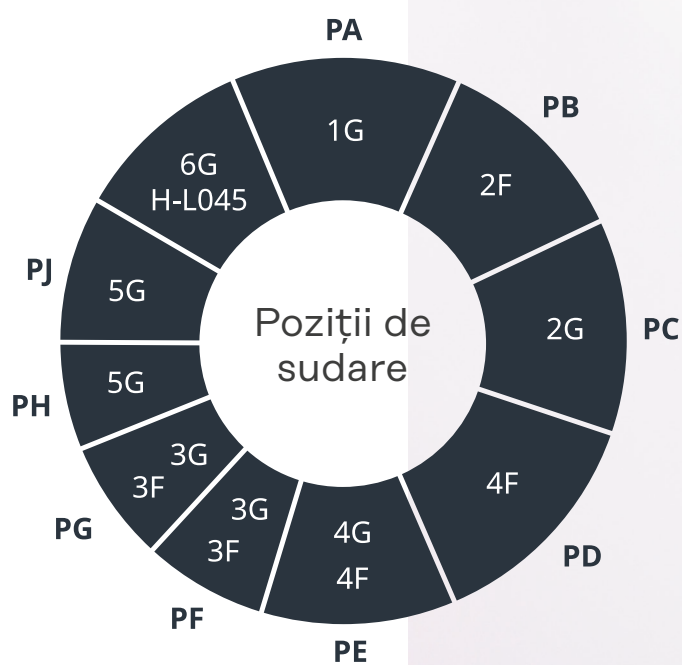 PA
1G
PB
2F
PC
2G
PD
4F
PE
4G
4F
PF
3G
3F
PG
3G
3F
PH
5G
PJ
5G
6G
H-L045
Poziții de
sudare